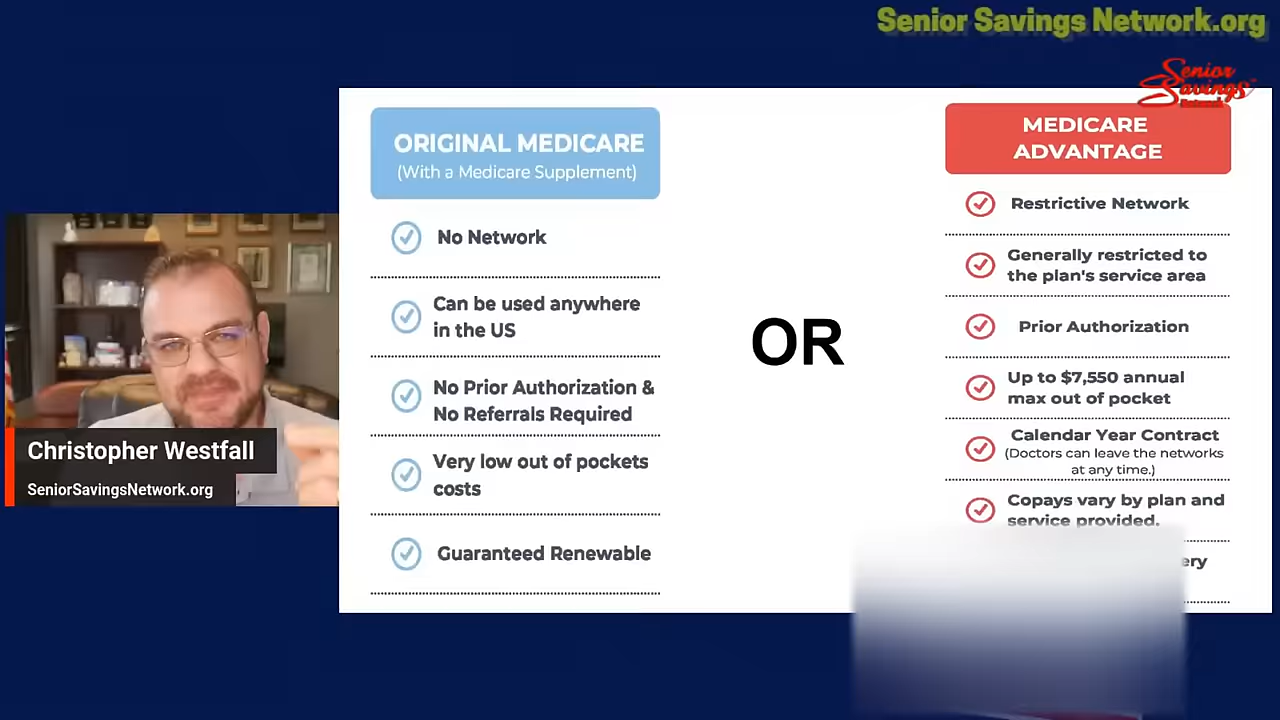 Senior Savings Network.org
Senior
Savings
Network
ORIGINAL MEDICARE
(With a Medicare Supplement)
No Network
Can be used anywhere
in the US
No Prior Authorization &
No Referrals Required
Very low out of pockets
costs
Guaranteed Renewable
OR
MEDICARE
ADVANTAGE
Restrictive Network
Generally restricted to
the plan's service area
Prior Authorization
Up to $7,550 annual
max out of pocket
Calendar Year Contract
(Doctors can leave the networks
at any time.)
Copays vary by plan and
service provided.
Christopher Westfall
SeniorSavingsNetwork.org